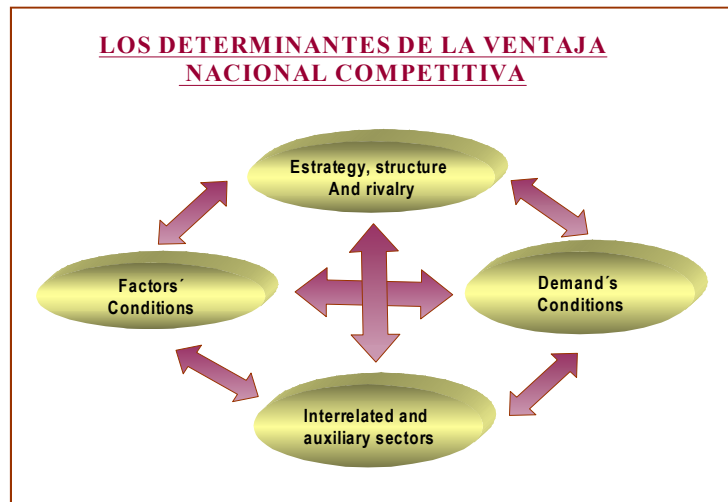 LOS DETERMINANTES DE LA VENTAJA
NACIONAL COMPETITIVA
Estrategy, structure
And rivalry
Factors´
Conditions
Demand´s
Conditions
Interrelated and
auxiliary sectors